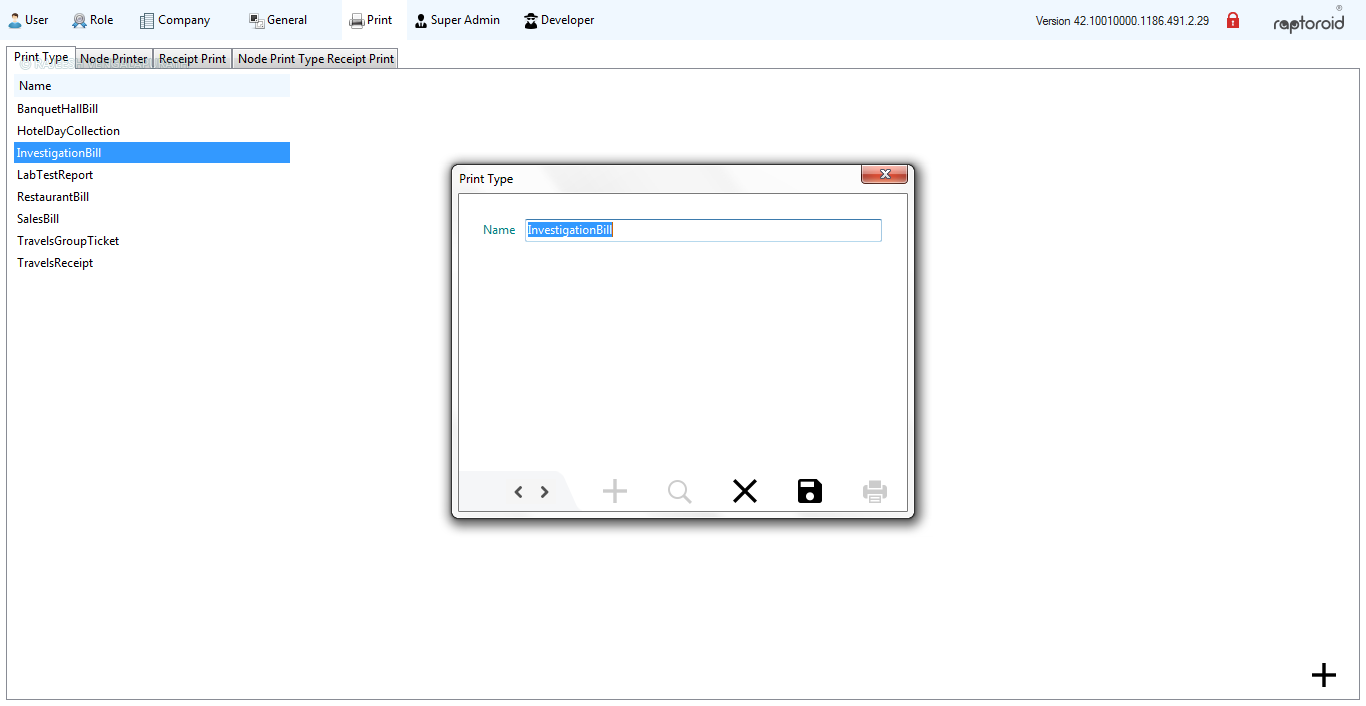 User Role Company General Print Super Admin Developer Version 42.10010000.1186.491.2.29 raptoroid ®
Print Type Node Printer Receipt Print Node Print Type Receipt Print
Name
BanquetHallBill
HotelDayCollection
InvestigationBill
LabTestReport
RestaurantBill
SalesBill
TravelsGroupTicket
TravelsReceipt
Print Type
Name InvestigationBill